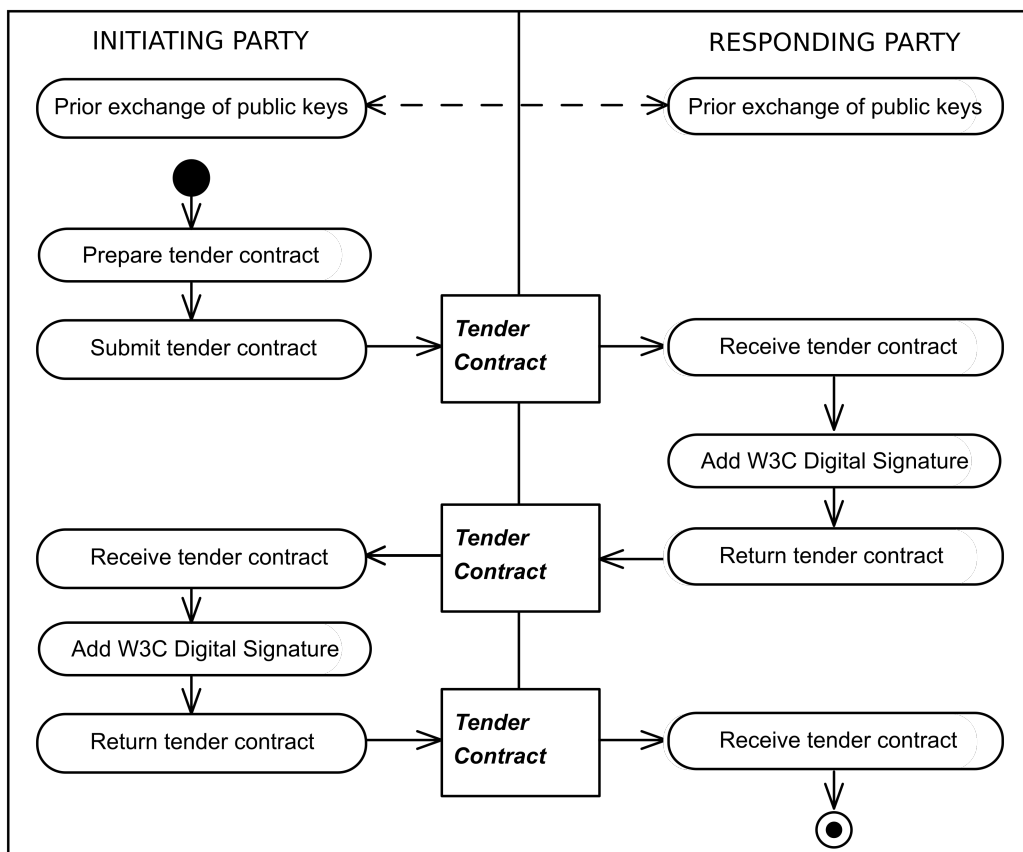 INITIATING PARTY
RESPONDING PARTY
Prior exchange of public keys
Prior exchange of public keys
Prepare tender contract
Submit tender contract
Tender
Contract
Receive tender contract
Add W3C Digital Signature
Return tender contract
Tender
Contract
Receive tender contract
Add W3C Digital Signature
Return tender contract
Tender
Contract
Receive tender contract